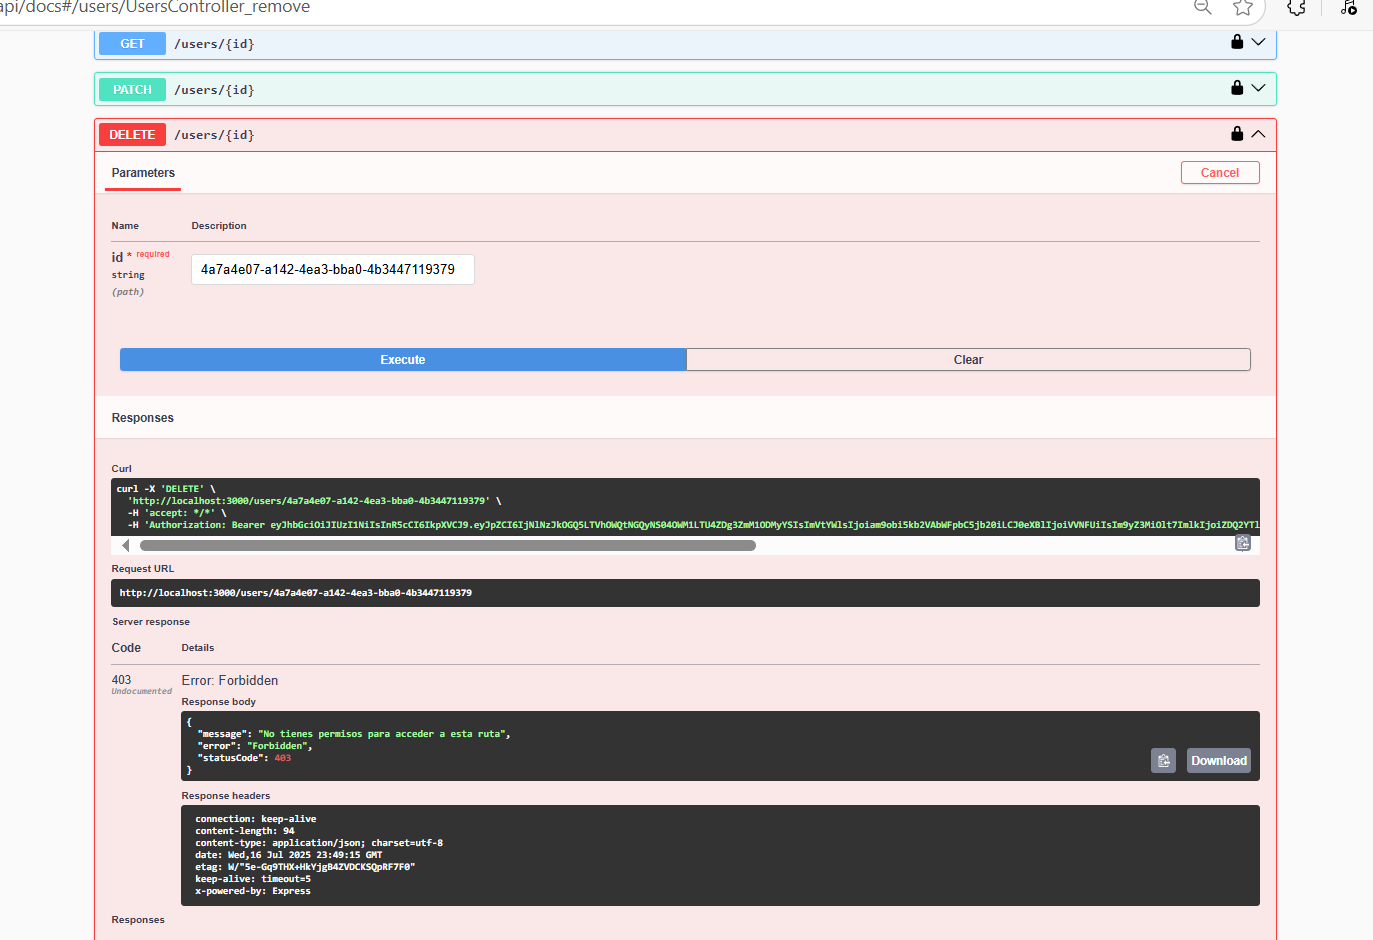 api/docs#/users/UsersController_remove
GET /users/{id}
PATCH /users/{id}
DELETE /users/{id}
Parameters
Cancel
Name Description
id * required
string
(path)
4a7a4e07-a142-4ea3-bba0-4b3447119379
Execute Clear
Responses
Curl
curl -X 'DELETE' \
'http://localhost:3000/users/4a7a4e07-a142-4ea3-bba0-4b3447119379' \
-H 'accept: */*' \
-H 'Authorization: Bearer
Request URL
http://localhost:3000/users/4a7a4e07-a142-4ea3-bba0-4b3447119379
Server response
Code Details
403 Error: Forbidden
Undocumented
Response body
{
"message": "No tienes permisos para acceder a esta ruta",
"error": "Forbidden",
"statusCode": 403
}
Download
Response headers
connection: keep-alive
content-length: 94
content-type: application/json; charset=utf-8
date: Wed,16 Jul 2025 23:49:15 GMT
etag: W/"5e-Gq9THX+HkYjgB4ZVDCKSQpRF7F0"
keep-alive: timeout=5
x-powered-by: Express
Responses